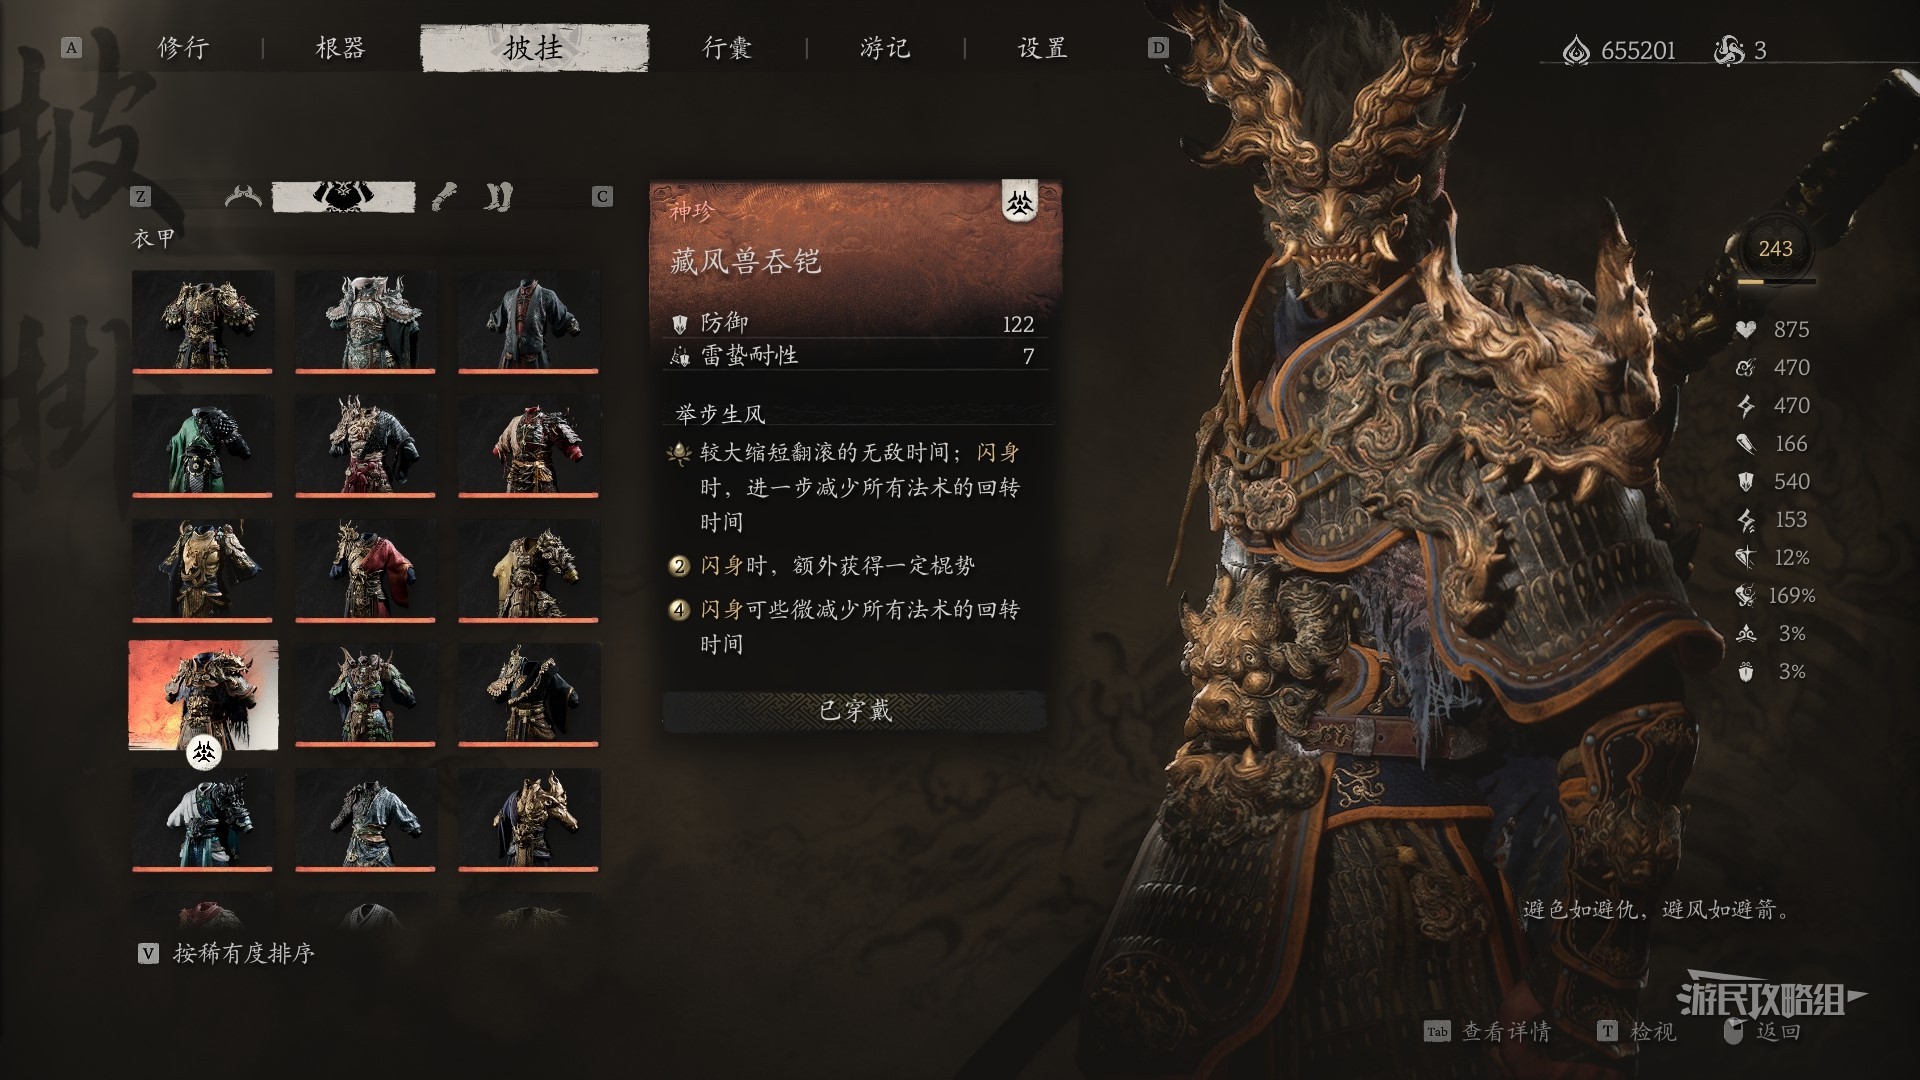 披挂
A 修行 根器 披挂 行囊 游记 设置 D
655201 3
Z C
衣甲
神珍
藏风兽吞铠
防御 122
雷蛰耐性 7
举步生风
较大缩短翻滚的无敌时间；闪身
时，进一步减少所有法术的回转
时间
2 闪身时，额外获得一定棍势
4 闪身可些微减少所有法术的回转
时间
已穿戴
V 按稀有度排序
243
875
470
470
166
540
153
12%
169%
3%
3%
避色如避仇，避风如避箭。
游民攻略组
Tab 查看详情 T 检视 返回